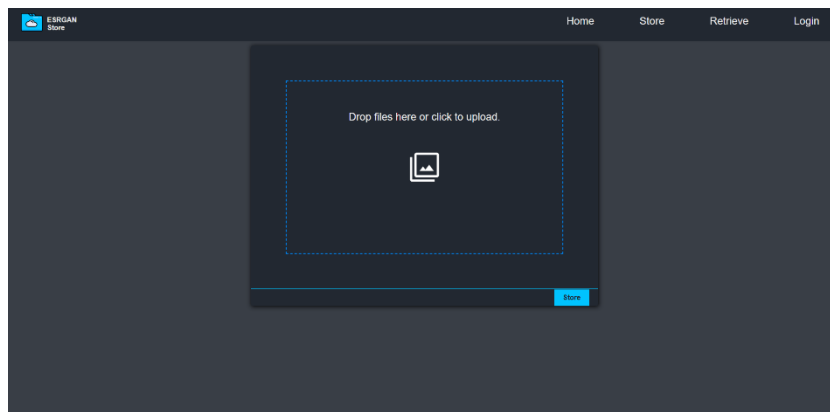 ESRGAN
Store
Home Store Retrieve Login
Drop files here or click to upload.
Store